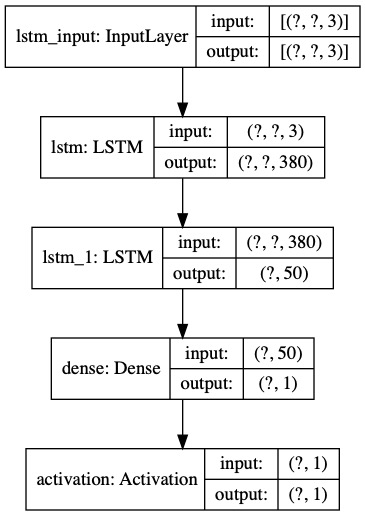 lstm_input: InputLayer
input: [(?, ?, 3)]
output: [(?, ?, 3)]
lstm: LSTM
input: (?, ?, 3)
output: (?, ?, 380)
lstm_1: LSTM
input: (?, ?, 380)
output: (?, 50)
dense: Dense
input: (?, 50)
output: (?, 1)
activation: Activation
input: (?, 1)
output: (?, 1)